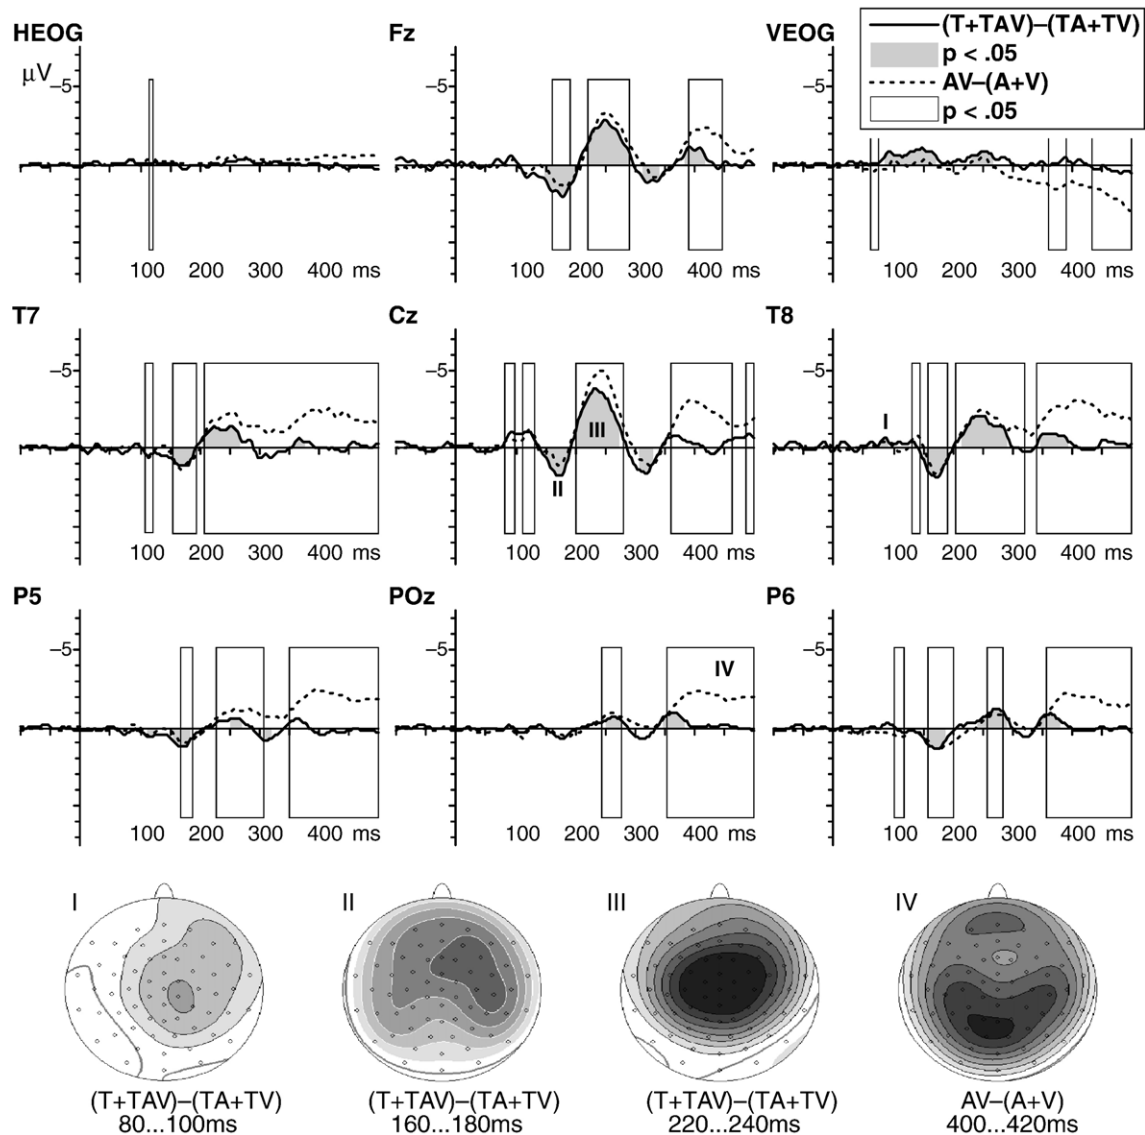 HEOG
Fz
VEOG
(T+TAV)–(TA+TV)
p < .05
AV–(A+V)
p < .05
μV
–5
–5
–5
100 200 300 400 ms
100 200 300 400 ms
100 200 300 400 ms
T7
Cz
T8
–5
–5
–5
I
III
II
100 200 300 400 ms
100 200 300 400 ms
100 200 300 400 ms
P5
POz
P6
–5
–5
–5
IV
100 200 300 400 ms
100 200 300 400 ms
100 200 300 400 ms
I
II
III
IV
(T+TAV)–(TA+TV)
80...100ms
(T+TAV)–(TA+TV)
160...180ms
(T+TAV)–(TA+TV)
220...240ms
AV–(A+V)
400...420ms